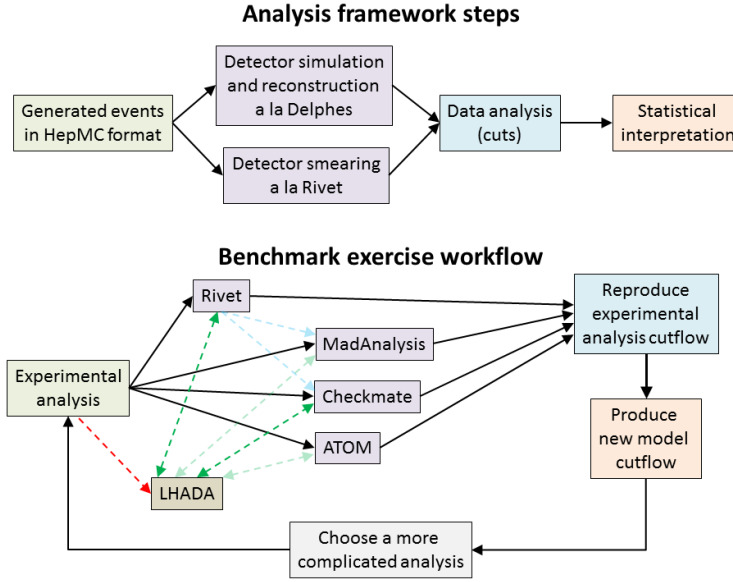 Analysis framework steps
Generated events
in HepMC format
Detector simulation
and reconstruction
a la Delphes
Detector smearing
a la Rivet
Data analysis
(cuts)
Statistical
interpretation
Benchmark exercise workflow
Experimental
analysis
Rivet
MadAnalysis
Checkmate
ATOM
LHADA
Reproduce
experimental
analysis cutflow
Produce
new model
cutflow
Choose a more
complicated analysis